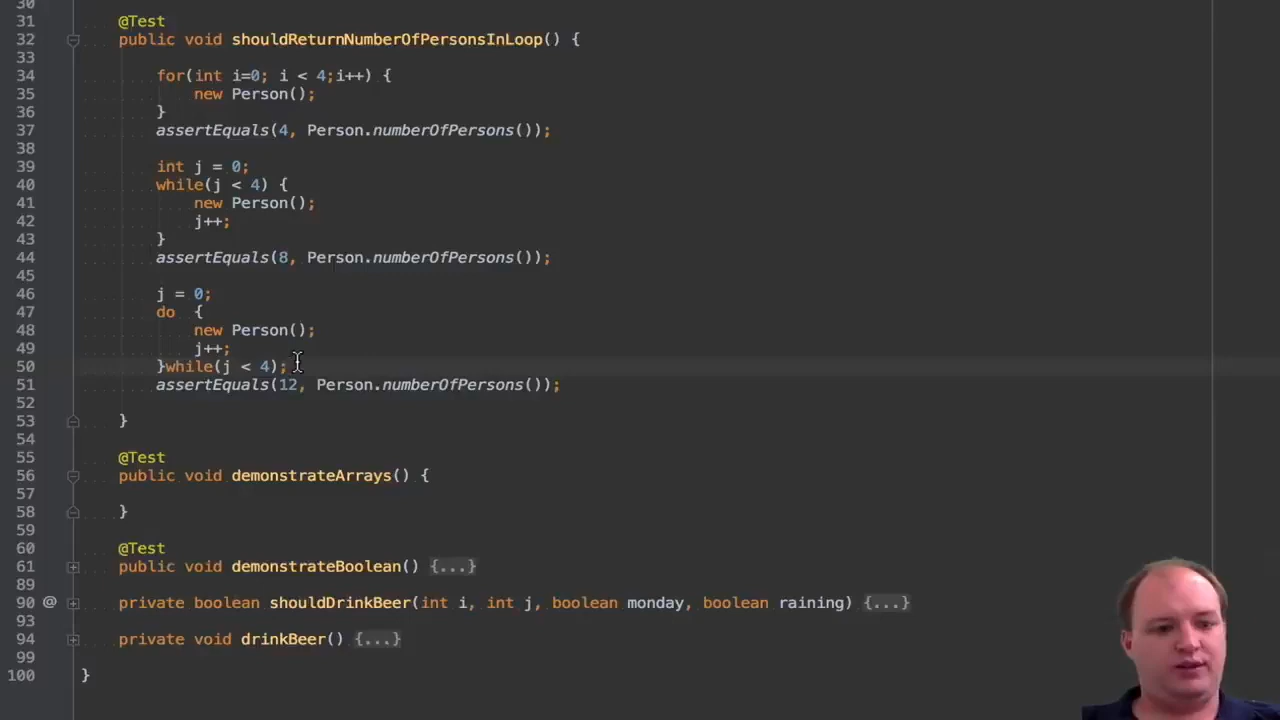 30
31 @Test
32 public void shouldReturnNumberOfPersonsInLoop() {
33
34 for(int i=0; i < 4;i++) {
35 new Person();
36 }
37 assertEquals(4, Person.numberOfPersons());
38
39 int j = 0;
40 while(j < 4) {
41 new Person();
42 j++;
43 }
44 assertEquals(8, Person.numberOfPersons());
45
46 j = 0;
47 do  {
48 new Person();
49 j++;
50 }while(j < 4);
51 assertEquals(12, Person.numberOfPersons());
52
53 }
54
55 @Test
56 public void demonstrateArrays() {
57
58 }
59
60 @Test
61 public void demonstrateBoolean() {...}
89
90 @ private boolean shouldDrinkBeer(int i, int j, boolean monday, boolean raining) {...}
93
94 private void drinkBeer() {...}
99
100 }